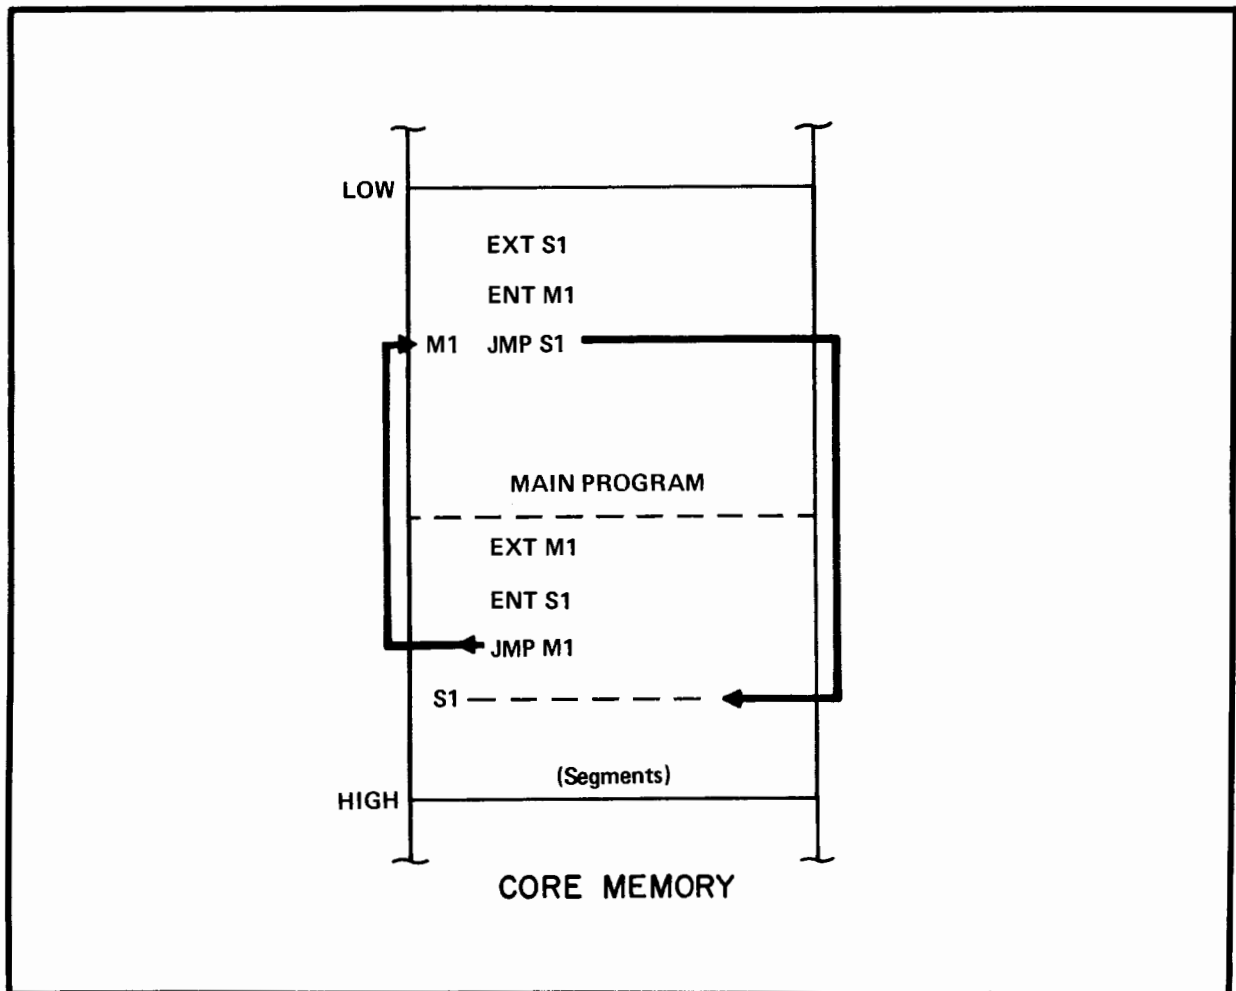 LOW
EXT S1
ENT M1
M1 JMP S1
MAIN PROGRAM
EXT M1
ENT S1
JMP M1
S1
(Segments)
HIGH
CORE MEMORY